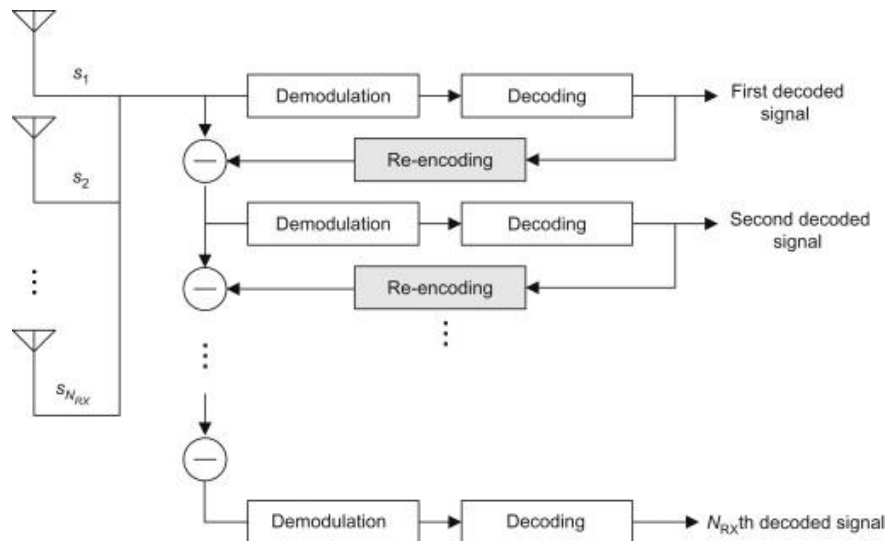 s1
Demodulation
Decoding
First decoded
signal
Re-encoding
s2
Demodulation
Decoding
Second decoded
signal
Re-encoding
sNRX
Demodulation
Decoding
NRXth decoded signal